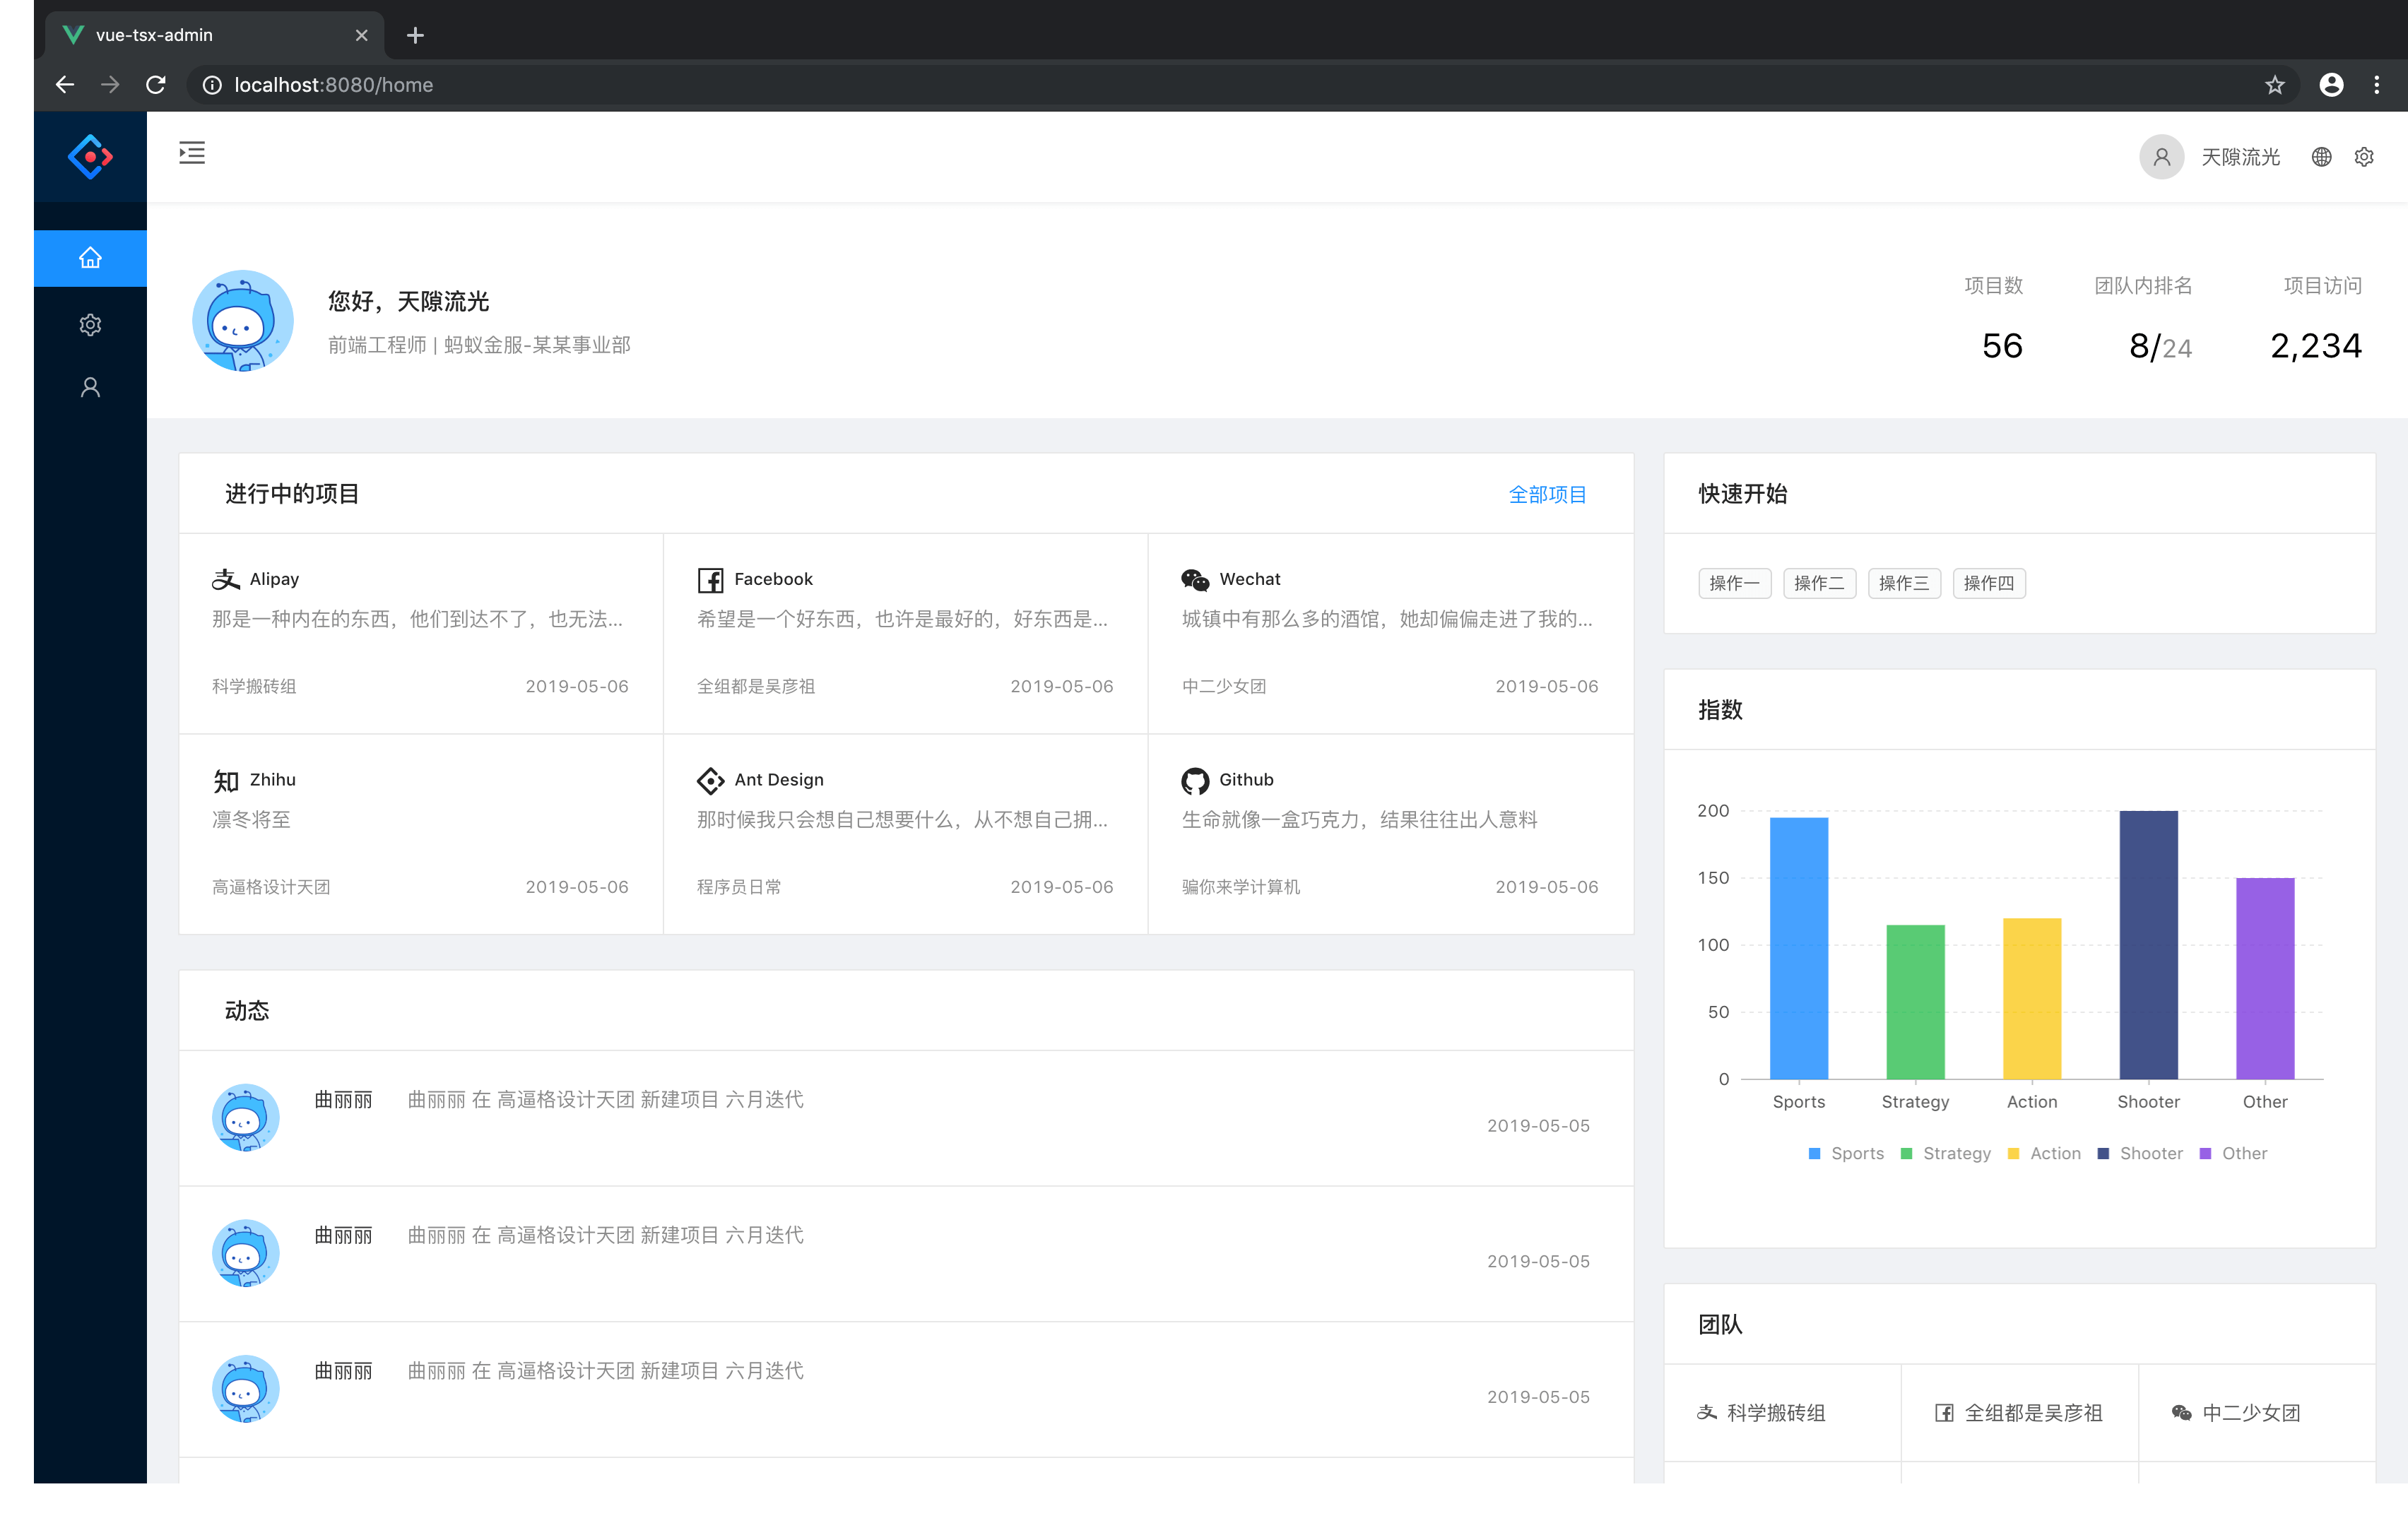 vue-tsx-admin
localhost:8080/home
天隙流光
您好，天隙流光
前端工程师 | 蚂蚁金服-某某事业部
项目数
56
团队内排名
8/24
项目访问
2,234
进行中的项目
全部项目
Alipay
那是一种内在的东西，他们到达不了，也无法...
科学搬砖组
2019-05-06
Facebook
希望是一个好东西，也许是最好的，好东西是...
全组都是吴彦祖
2019-05-06
Wechat
城镇中有那么多的酒馆，她却偏偏走进了我的...
中二少女团
2019-05-06
知 Zhihu
凛冬将至
高逼格设计天团
2019-05-06
Ant Design
那时候我只会想自己想要什么，从不想自己拥...
程序员日常
2019-05-06
Github
生命就像一盒巧克力，结果往往出人意料
骗你来学计算机
2019-05-06
动态
曲丽丽 曲丽丽 在 高逼格设计天团 新建项目 六月迭代
2019-05-05
曲丽丽 曲丽丽 在 高逼格设计天团 新建项目 六月迭代
2019-05-05
曲丽丽 曲丽丽 在 高逼格设计天团 新建项目 六月迭代
2019-05-05
快速开始
操作一 操作二 操作三 操作四
指数
200
150
100
50
0
Sports Strategy Action Shooter Other
Sports Strategy Action Shooter Other
团队
科学搬砖组 全组都是吴彦祖 中二少女团